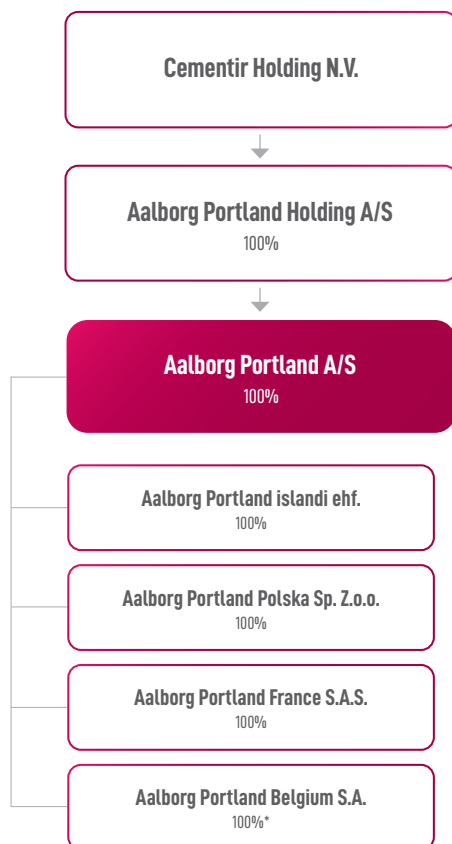 Cementir Holding N.V.
Aalborg Portland Holding A/S
100%
Aalborg Portland A/S
100%
Aalborg Portland islandi ehf.
100%
Aalborg Portland Polska Sp. Z.o.o.
100%
Aalborg Portland France S.A.S.
100%
Aalborg Portland Belgium S.A.
100%*